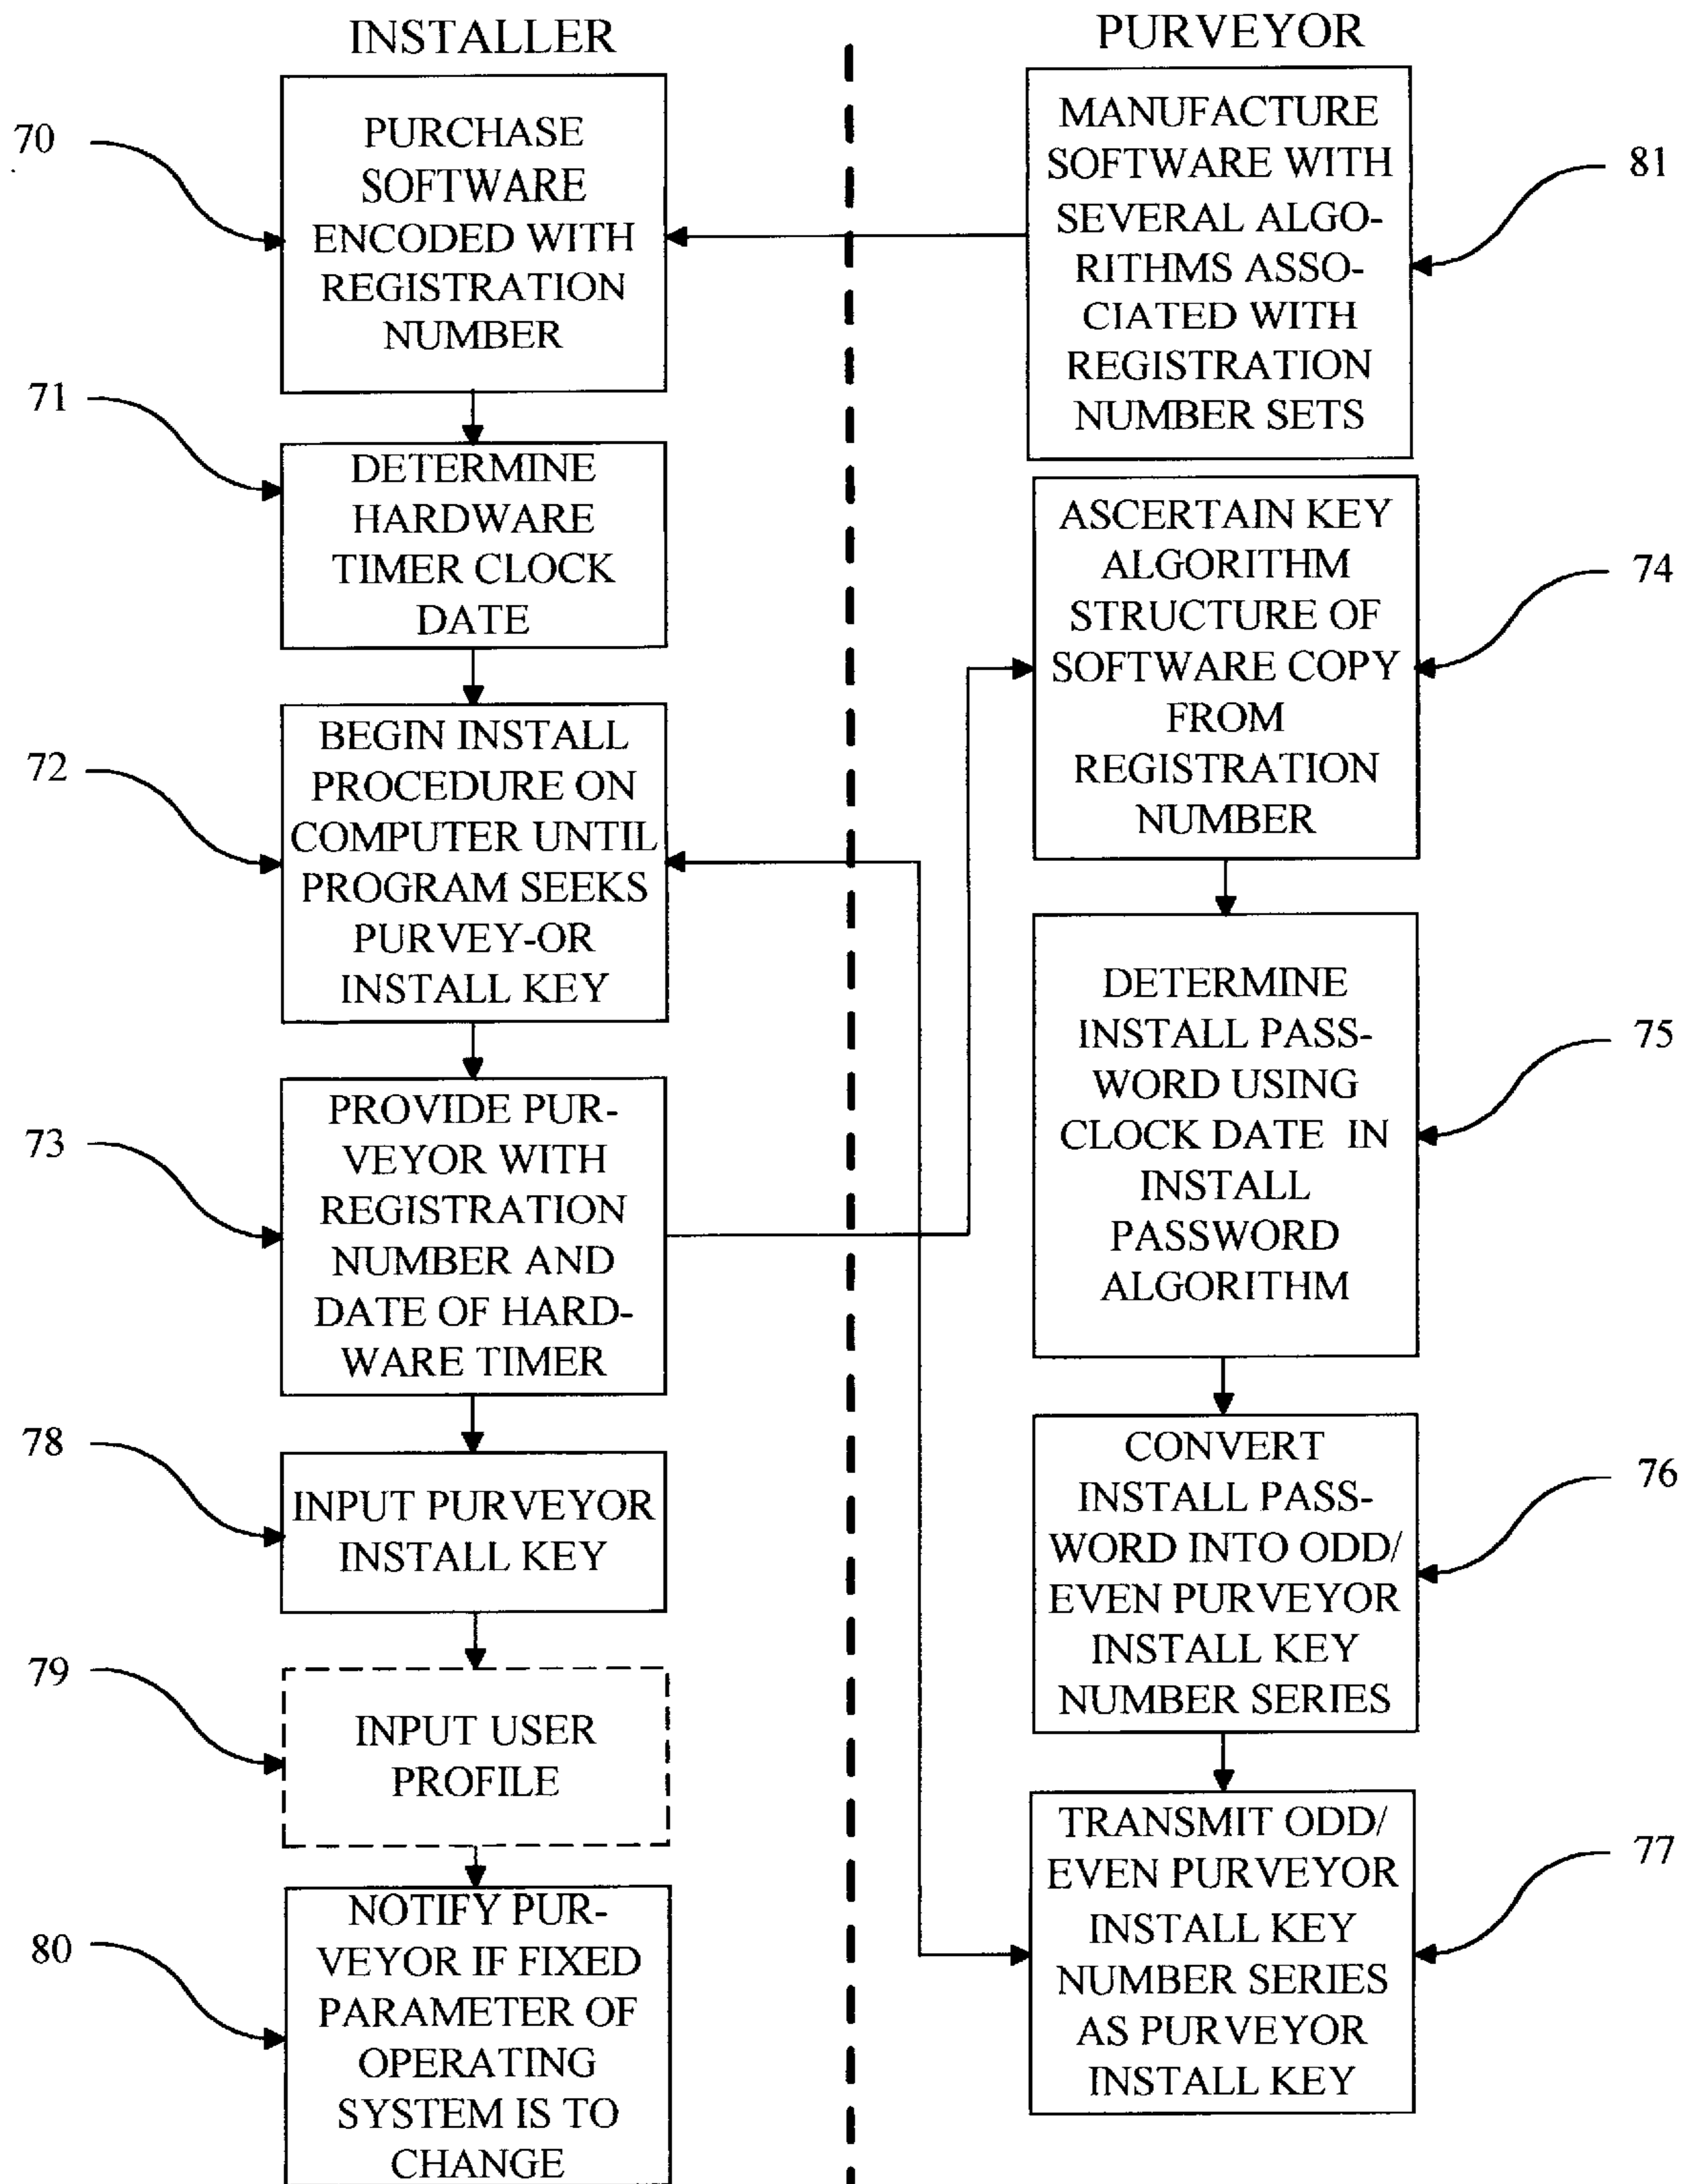 INSTALLER
70
PURCHASE
SOFTWARE
ENCODED WITH
REGISTRATION
NUMBER
71
DETERMINE
HARDWARE
TIMER CLOCK
DATE
72
BEGIN INSTALL
PROCEDURE ON
COMPUTER UNTIL
PROGRAM SEEKS
PURVEY-OR
INSTALL KEY
73
PROVIDE PUR-
VEYOR WITH
REGISTRATION
NUMBER AND
DATE OF HARD-
WARE TIMER
78
INPUT PURVEYOR
INSTALL KEY
79
INPUT USER
PROFILE
80
NOTIFY PUR-
VEYOR IF FIXED
PARAMETER OF
OPERATING
SYSTEM IS TO
CHANGE
PURVEYOR
MANUFACTURE
SOFTWARE WITH
SEVERAL ALGO-
RITHMS ASSO-
CIATED WITH
REGISTRATION
NUMBER SETS
81
ASCERTAIN KEY
ALGORITHM
STRUCTURE OF
SOFTWARE COPY
FROM
REGISTRATION
NUMBER
74
DETERMINE
INSTALL PASS-
WORD USING
CLOCK DATE IN
INSTALL
PASSWORD
ALGORITHM
75
CONVERT
INSTALL PASS-
WORD INTO ODD/
EVEN PURVEYOR
INSTALL KEY
NUMBER SERIES
76
TRANSMIT ODD/
EVEN PURVEYOR
INSTALL KEY
NUMBER SERIES
AS PURVEYOR
INSTALL KEY
77